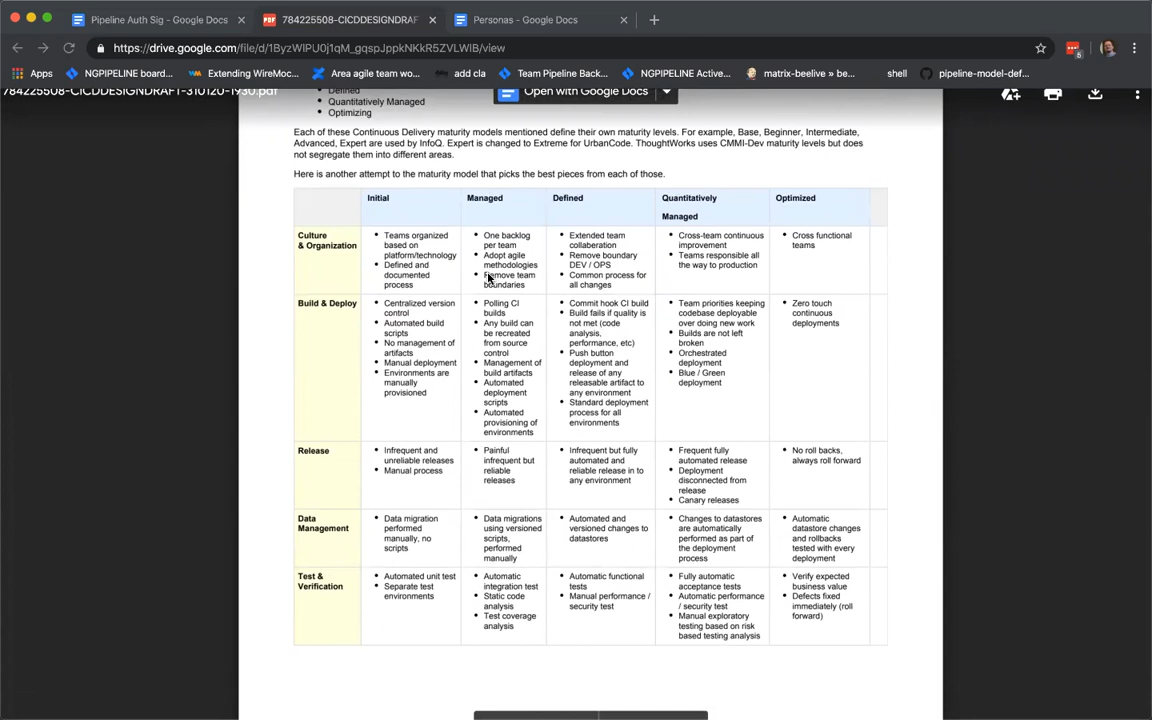 Pipeline Auth Sig - Google Docs
784225508-CICDDESIGNDRAF
Personas - Google Docs
https://drive.google.com/file/d/1ByzWlPU0j1qM_gqspJppkNKkR5ZVLWlB/view
Apps
NGPIPELINE board...
Extending WireMoc...
Area agile team wo...
add cla
Team Pipeline Back...
NGPIPELINE Active...
matrix-beelive » be...
shell
pipeline-model-def...
784225508-CICDDESIGNDRAFT-310120-1930.pdf
Open with Google Docs
Defined
Quantitatively Managed
Optimizing
Each of these Continuous Delivery maturity models mentioned define their own maturity levels. For example, Base, Beginner, Intermediate,
Advanced, Expert are used by InfoQ. Expert is changed to Extreme for UrbanCode. ThoughtWorks uses CMMI-Dev maturity levels but does
not segregate them into different areas.
Here is another attempt to the maturity model that picks the best pieces from each of those.
Initial
Managed
Defined
Quantitatively
Managed
Optimized
Culture
& Organization
Teams organized
based on
platform/technology
Defined and
documented
process
One backlog
per team
Adopt agile
methodologies
Remove team
boundaries
Extended team
collaberation
Remove boundary
DEV / OPS
Common process for
all changes
Cross-team continuous
improvement
Teams responsible all
the way to production
Cross functional
teams
Build & Deploy
Centralized version
control
Automated build
scripts
No management of
artifacts
Manual deployment
Environments are
manually
provisioned
Polling CI
builds
Any build can
be recreated
from source
control
Management of
build artifacts
Automated
deployment
scripts
Automated
provisioning of
environments
Commit hook CI build
Build fails if quality is
not met (code
analysis,
performance, etc)
Push button
deployment and
release of any
releasable artifact to
any environment
Standard deployment
process for all
environments
Team priorities keeping
codebase deployable
over doing new work
Builds are not left
broken
Orchestrated
deployment
Blue / Green
deployment
Zero touch
continuous
deployments
Release
Infrequent and
unreliable releases
Manual process
Painful
infrequent but
reliable
releases
Infrequent but fully
automated and
reliable release in to
any environment
Frequent fully
automated release
Deployment
disconnected from
release
Canary releases
No roll backs,
always roll forward
Data
Management
Data migration
performed
manually, no
scripts
Data migrations
using versioned
scripts,
performed
manually
Automated and
versioned changes to
datastores
Changes to datastores
are automatically
performed as part of
the deployment
process
Automatic
datastore changes
and rollbacks
tested with every
deployment
Test &
Verification
Automated unit test
Separate test
environments
Automatic
integration test
Static code
analysis
Test coverage
analysis
Automatic functional
tests
Manual performance /
security test
Fully automatic
acceptance tests
Automatic performance
/ security test
Manual exploratory
testing based on risk
based testing analysis
Verify expected
business value
Defects fixed
immediately (roll
forward)